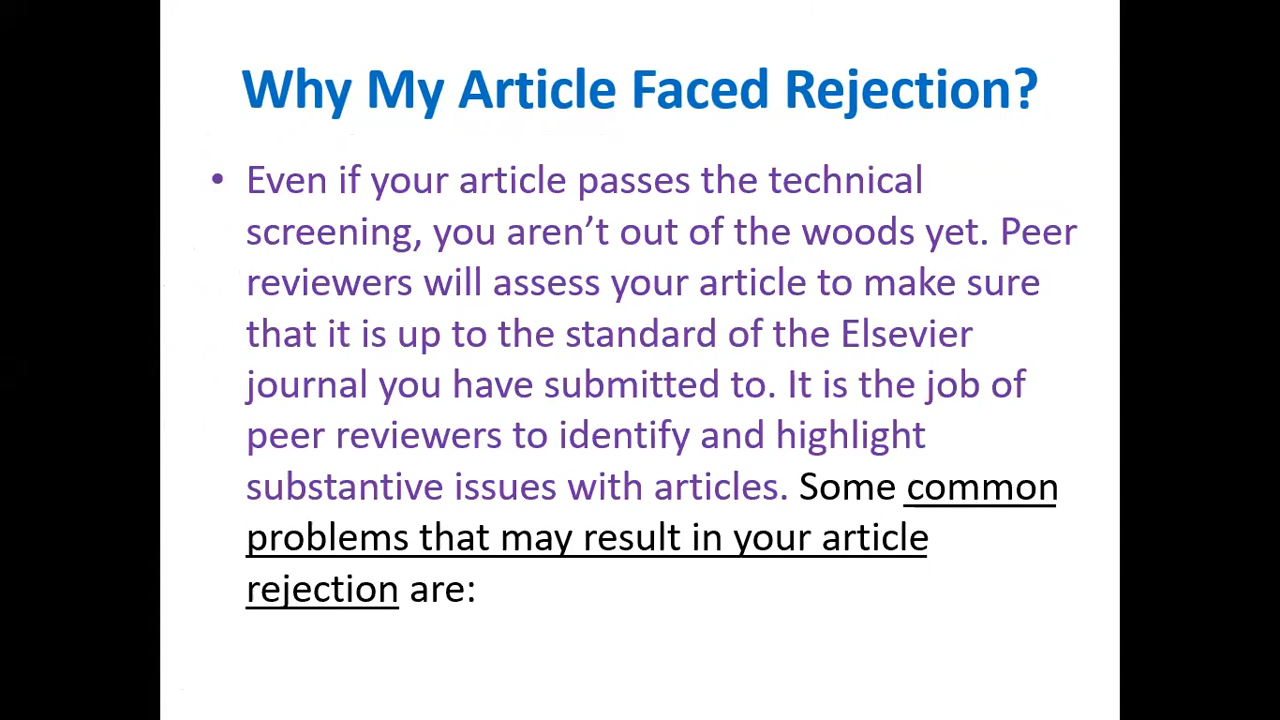 Why My Article Faced Rejection?
• Even if your article passes the technical
screening, you aren’t out of the woods yet. Peer
reviewers will assess your article to make sure
that it is up to the standard of the Elsevier
journal you have submitted to. It is the job of
peer reviewers to identify and highlight
substantive issues with articles. Some common
problems that may result in your article
rejection are: